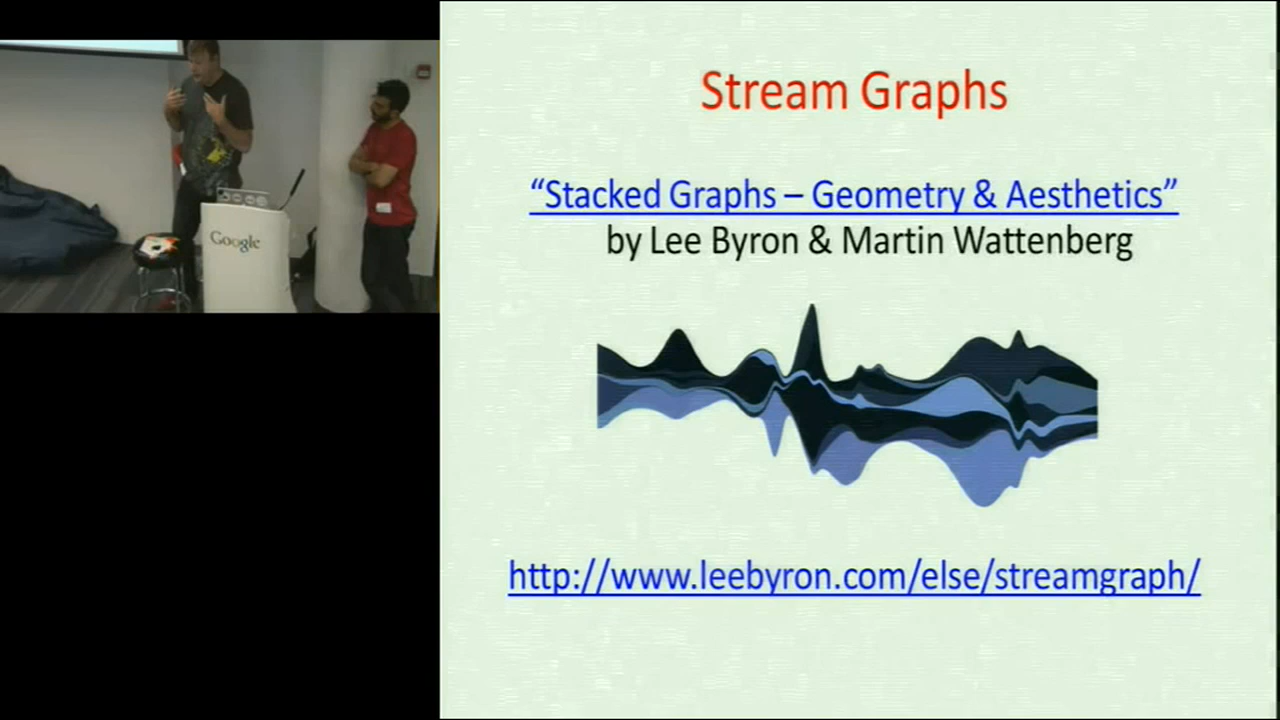 Google
Stream Graphs
“Stacked Graphs – Geometry & Aesthetics”
by Lee Byron & Martin Wattenberg
http://www.leebyron.com/else/streamgraph/